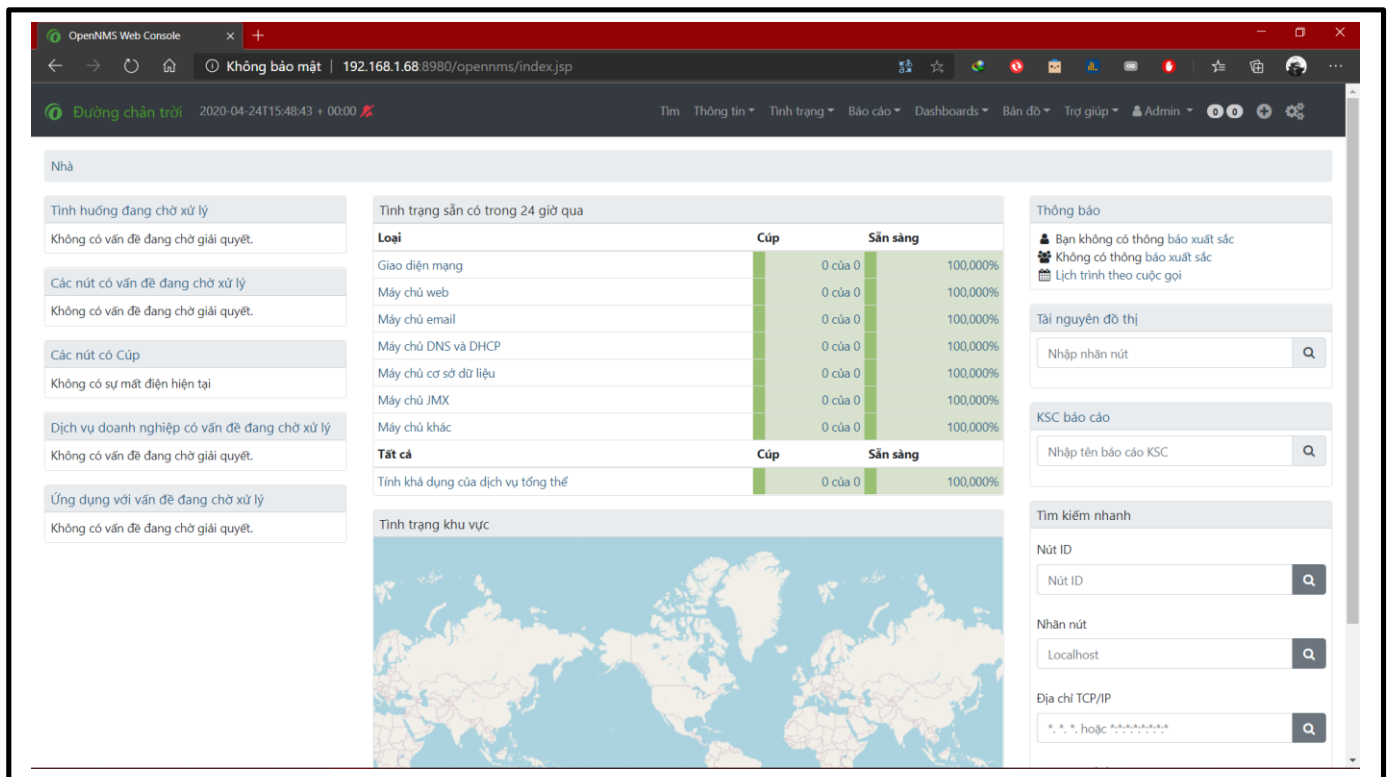 OpenNMS Web Console
Không bảo mật | 192.168.1.68:8980/opennms/index.jsp
Đường chân trời 2020-04-24T15:48:43 + 00:00
Tìm Thông tin Tình trạng Báo cáo Dashboards Bản đồ Trợ giúp Admin 0 0
Nhà
Tình huống đang chờ xử lý
Không có vấn đề đang chờ giải quyết.
Các nút có vấn đề đang chờ xử lý
Không có vấn đề đang chờ giải quyết.
Các nút có Cúp
Không có sự mất điện hiện tại
Dịch vụ doanh nghiệp có vấn đề đang chờ xử lý
Không có vấn đề đang chờ giải quyết.
Ứng dụng với vấn đề đang chờ xử lý
Không có vấn đề đang chờ giải quyết.
Tình trạng sẵn có trong 24 giờ qua
Loại Cúp Sẵn sàng
Giao diện mạng 0 của 0 100,000%
Máy chủ web 0 của 0 100,000%
Máy chủ email 0 của 0 100,000%
Máy chủ DNS và DHCP 0 của 0 100,000%
Máy chủ cơ sở dữ liệu 0 của 0 100,000%
Máy chủ JMX 0 của 0 100,000%
Máy chủ khác 0 của 0 100,000%
Tất cả Cúp Sẵn sàng
Tính khả dụng của dịch vụ tổng thể 0 của 0 100,000%
Tình trạng khu vực
Thông báo
Bạn không có thông báo xuất sắc
Không có thông báo xuất sắc
Lịch trình theo cuộc gọi
Tài nguyên đồ thị
Nhập nhãn nút
KSC báo cáo
Nhập tên báo cáo KSC
Tìm kiếm nhanh
Nút ID
Nút ID
Nhãn nút
Localhost
Địa chỉ TCP/IP
*. *. *. hoặc *:*:*:*:*:*:*:*